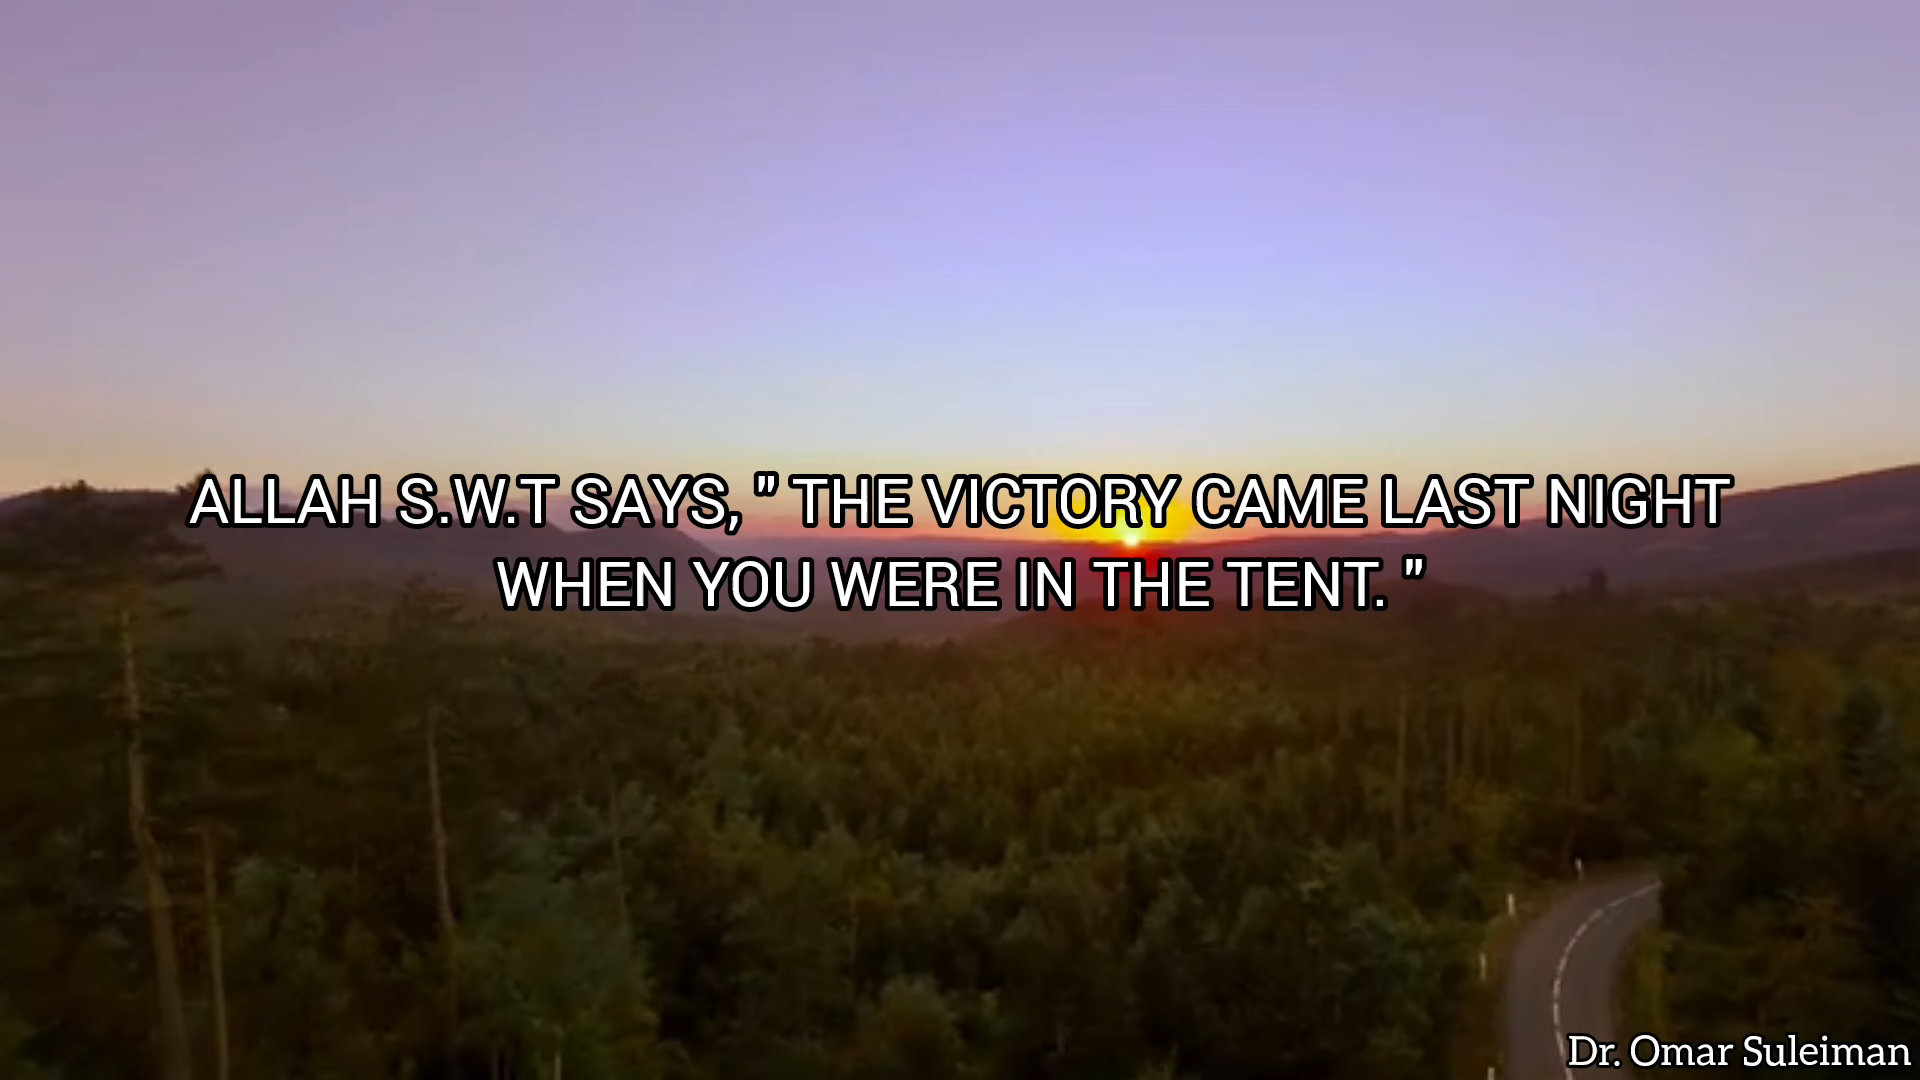 ALLAH S.W.T SAYS, " THE VICTORY CAME LAST NIGHT
WHEN YOU WERE IN THE TENT. "
Dr. Omar Suleiman